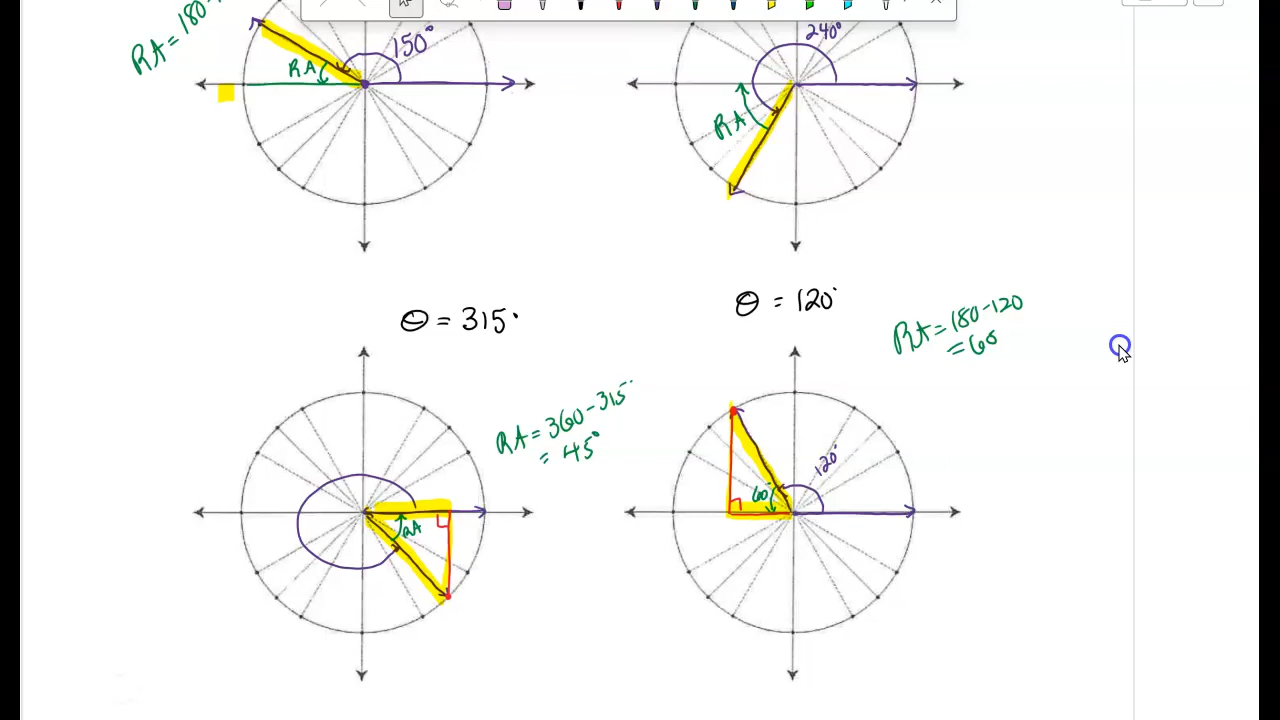 RA = 180-
RA
150°
240°
RA
θ = 315°
θ = 120°
RA = 180-120
= 60
RA = 360-315°
= 45°
RA
120°
60°